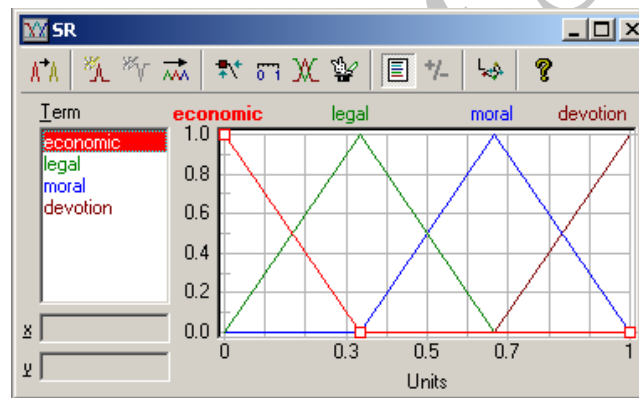 SR
Term
economic legal moral devotion
economic
legal
moral
devotion
1.0
0.8
0.6
0.4
0.2
0.0
0 0.3 0.5 0.7 1
Units
x
y